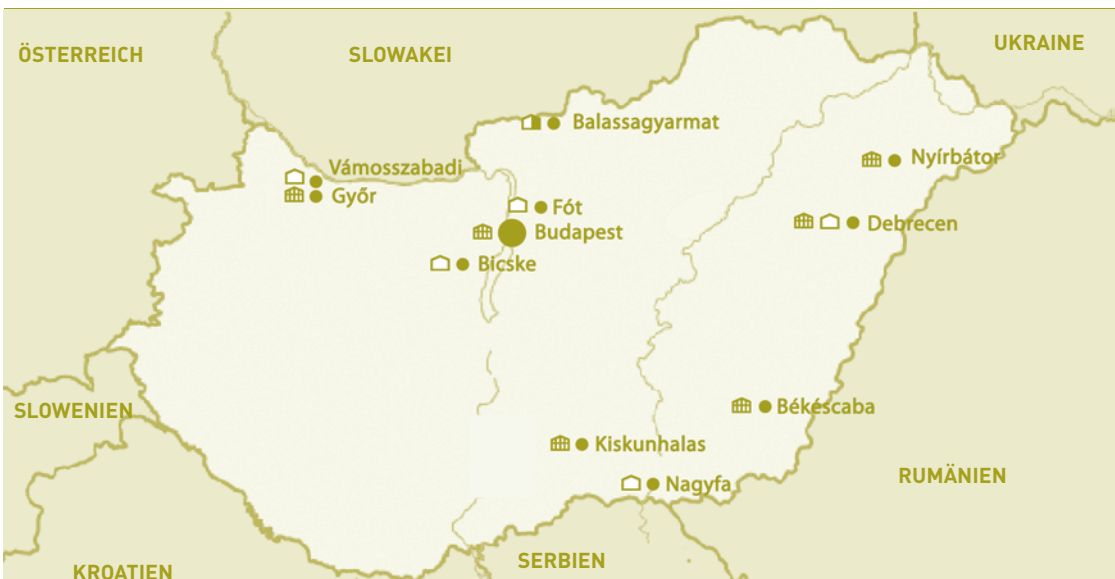 ÖSTERREICH
SLOWAKEI
UKRAINE
Balassagyarmat
Nyírbátor
Vámosszabadi
Győr
Fót
Debrecen
Budapest
Bicske
SLOWENIEN
Békéscaba
Kiskunhalas
RUMÄNIEN
Nagyfa
SERBIEN
KROATIEN